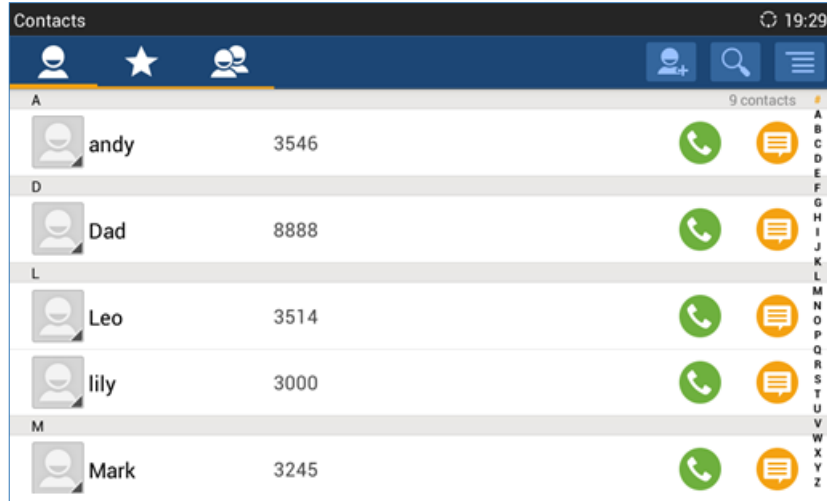 Contacts 19:29
A 9 contacts #
andy 3546
D
Dad 8888
L
Leo 3514
lily 3000
M
Mark 3245
A
B
C
D
E
F
G
H
I
J
K
L
M
N
O
P
Q
R
S
T
U
V
W
X
Y
Z